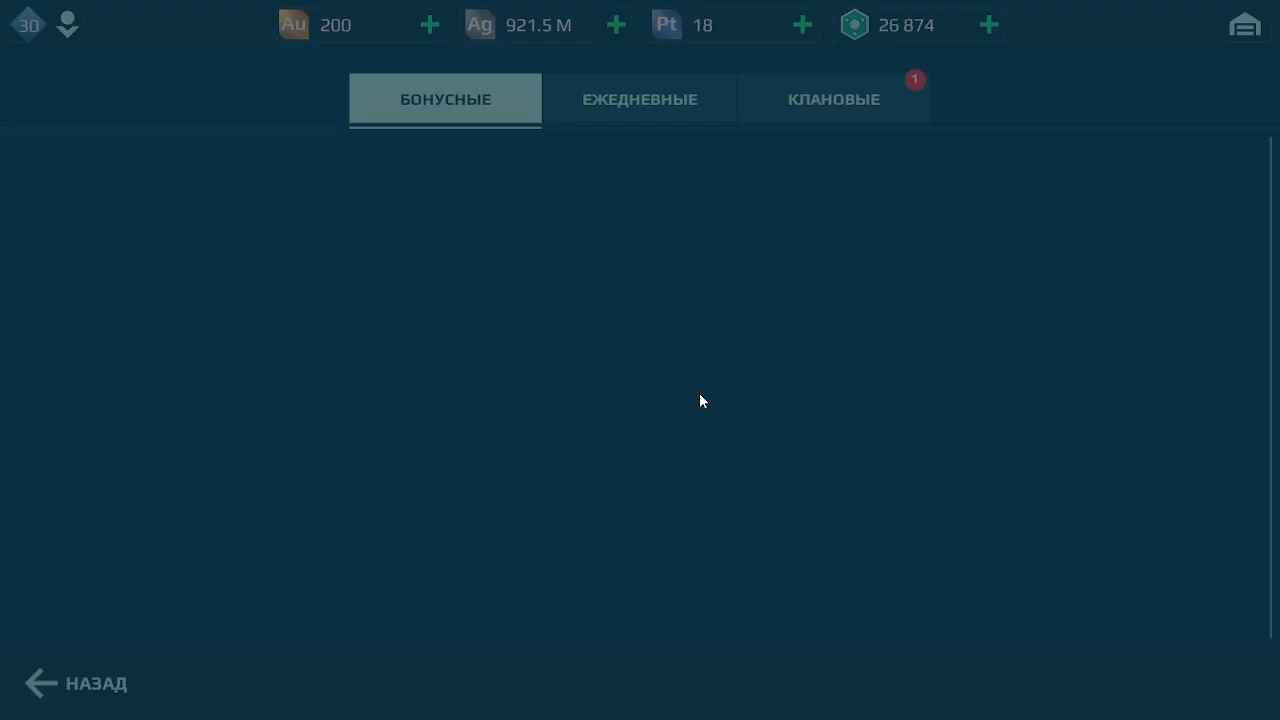 30 Au 200 Ag 921.5 M Pt 18 26 874
БОНУСНЫЕ ЕЖЕДНЕВНЫЕ КЛАНОВЫЕ 1
НАЗАД